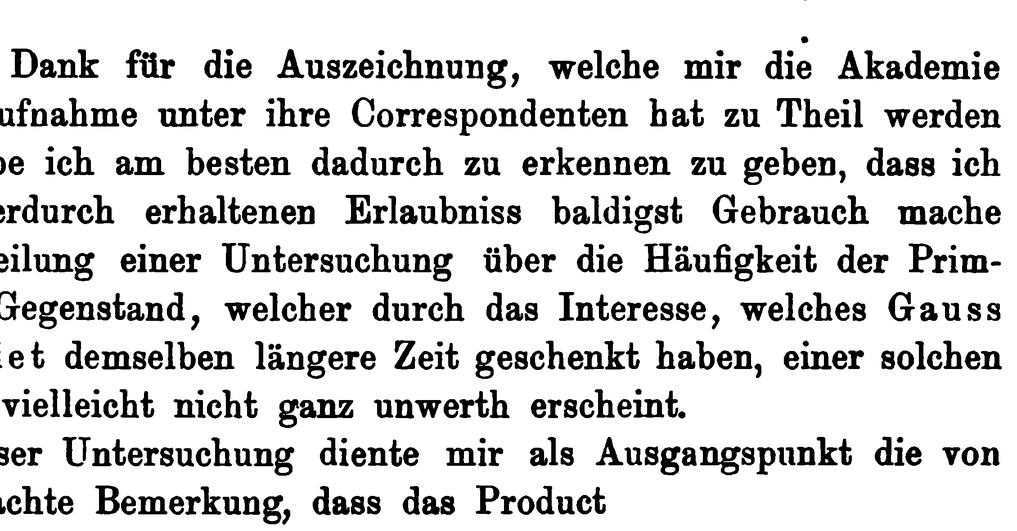 Dank für die Auszeichnung, welche mir die Akademie
ufnahme unter ihre Correspondenten hat zu Theil werden
be ich am besten dadurch zu erkennen zu geben, dass ich
erdurch erhaltenen Erlaubniss baldigst Gebrauch mache
eilung einer Untersuchung über die Häufigkeit der Prim-
Gegenstand, welcher durch das Interesse, welches Gauss
et demselben längere Zeit geschenkt haben, einer solchen
vielleicht nicht ganz unwerth erscheint.
ser Untersuchung diente mir als Ausgangspunkt die von
achte Bemerkung, dass das Product